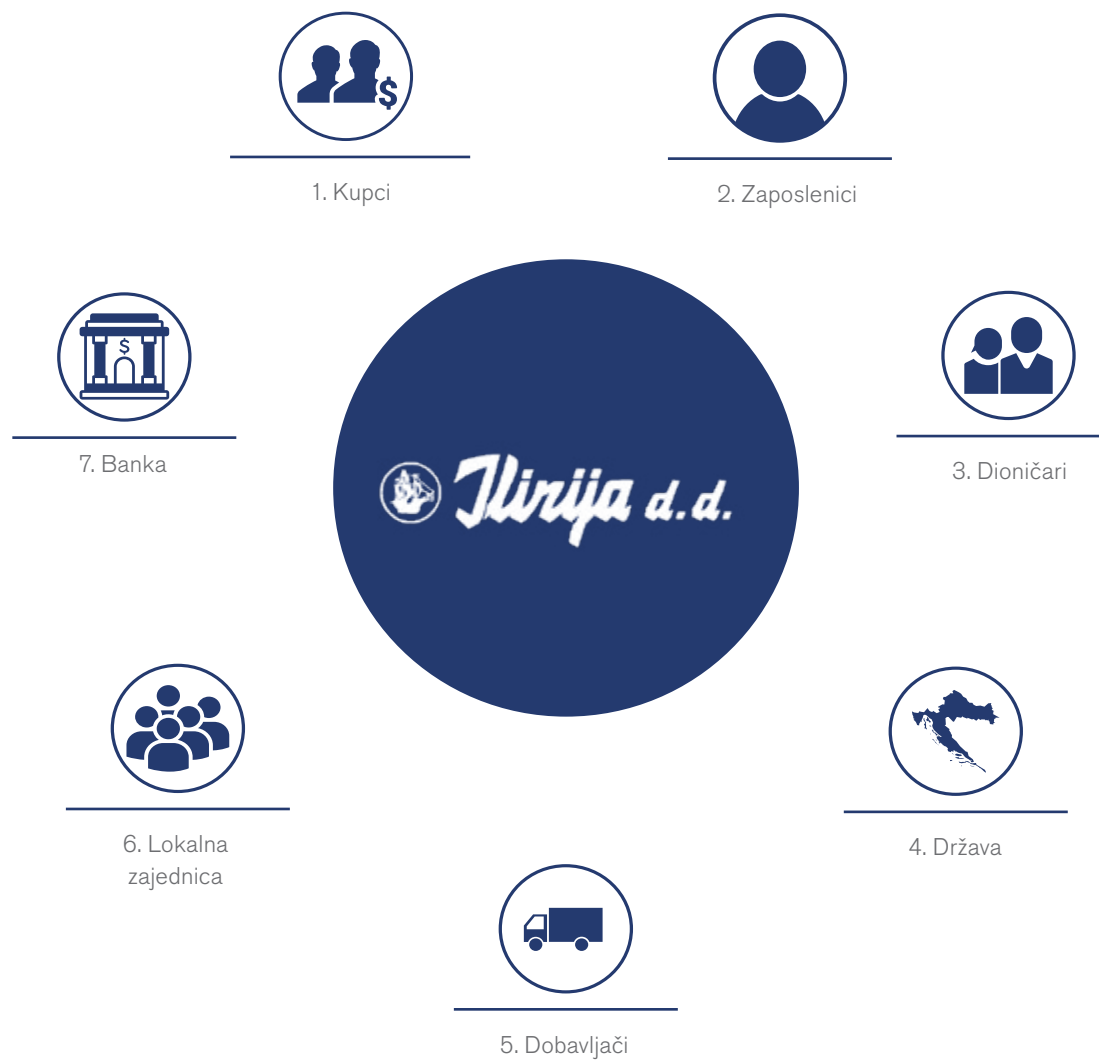 $
1. Kupci
2. Zaposlenici
$
7. Banka
3. Dioničari
Ilirija d.d.
6. Lokalna
zajednica
4. Država
5. Dobavljači